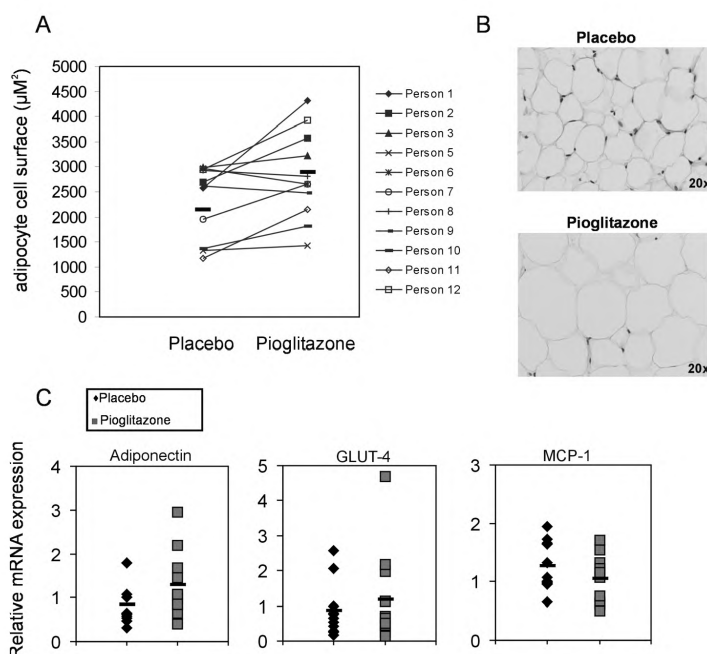 A
adipocyte cell surface (µM²)
5000
4500
4000
3500
3000
2500
2000
1500
1000
500
0
Placebo Pioglitazone
Person 1
Person 2
Person 3
Person 5
Person 6
Person 7
Person 8
Person 9
Person 10
Person 11
Person 12
B
Placebo
20x
Pioglitazone
20x
C
Placebo
Pioglitazone
Relative mRNA expression
Adiponectin
4
3
2
1
0
GLUT-4
5
4
3
2
1
0
MCP-1
3
2
1
0